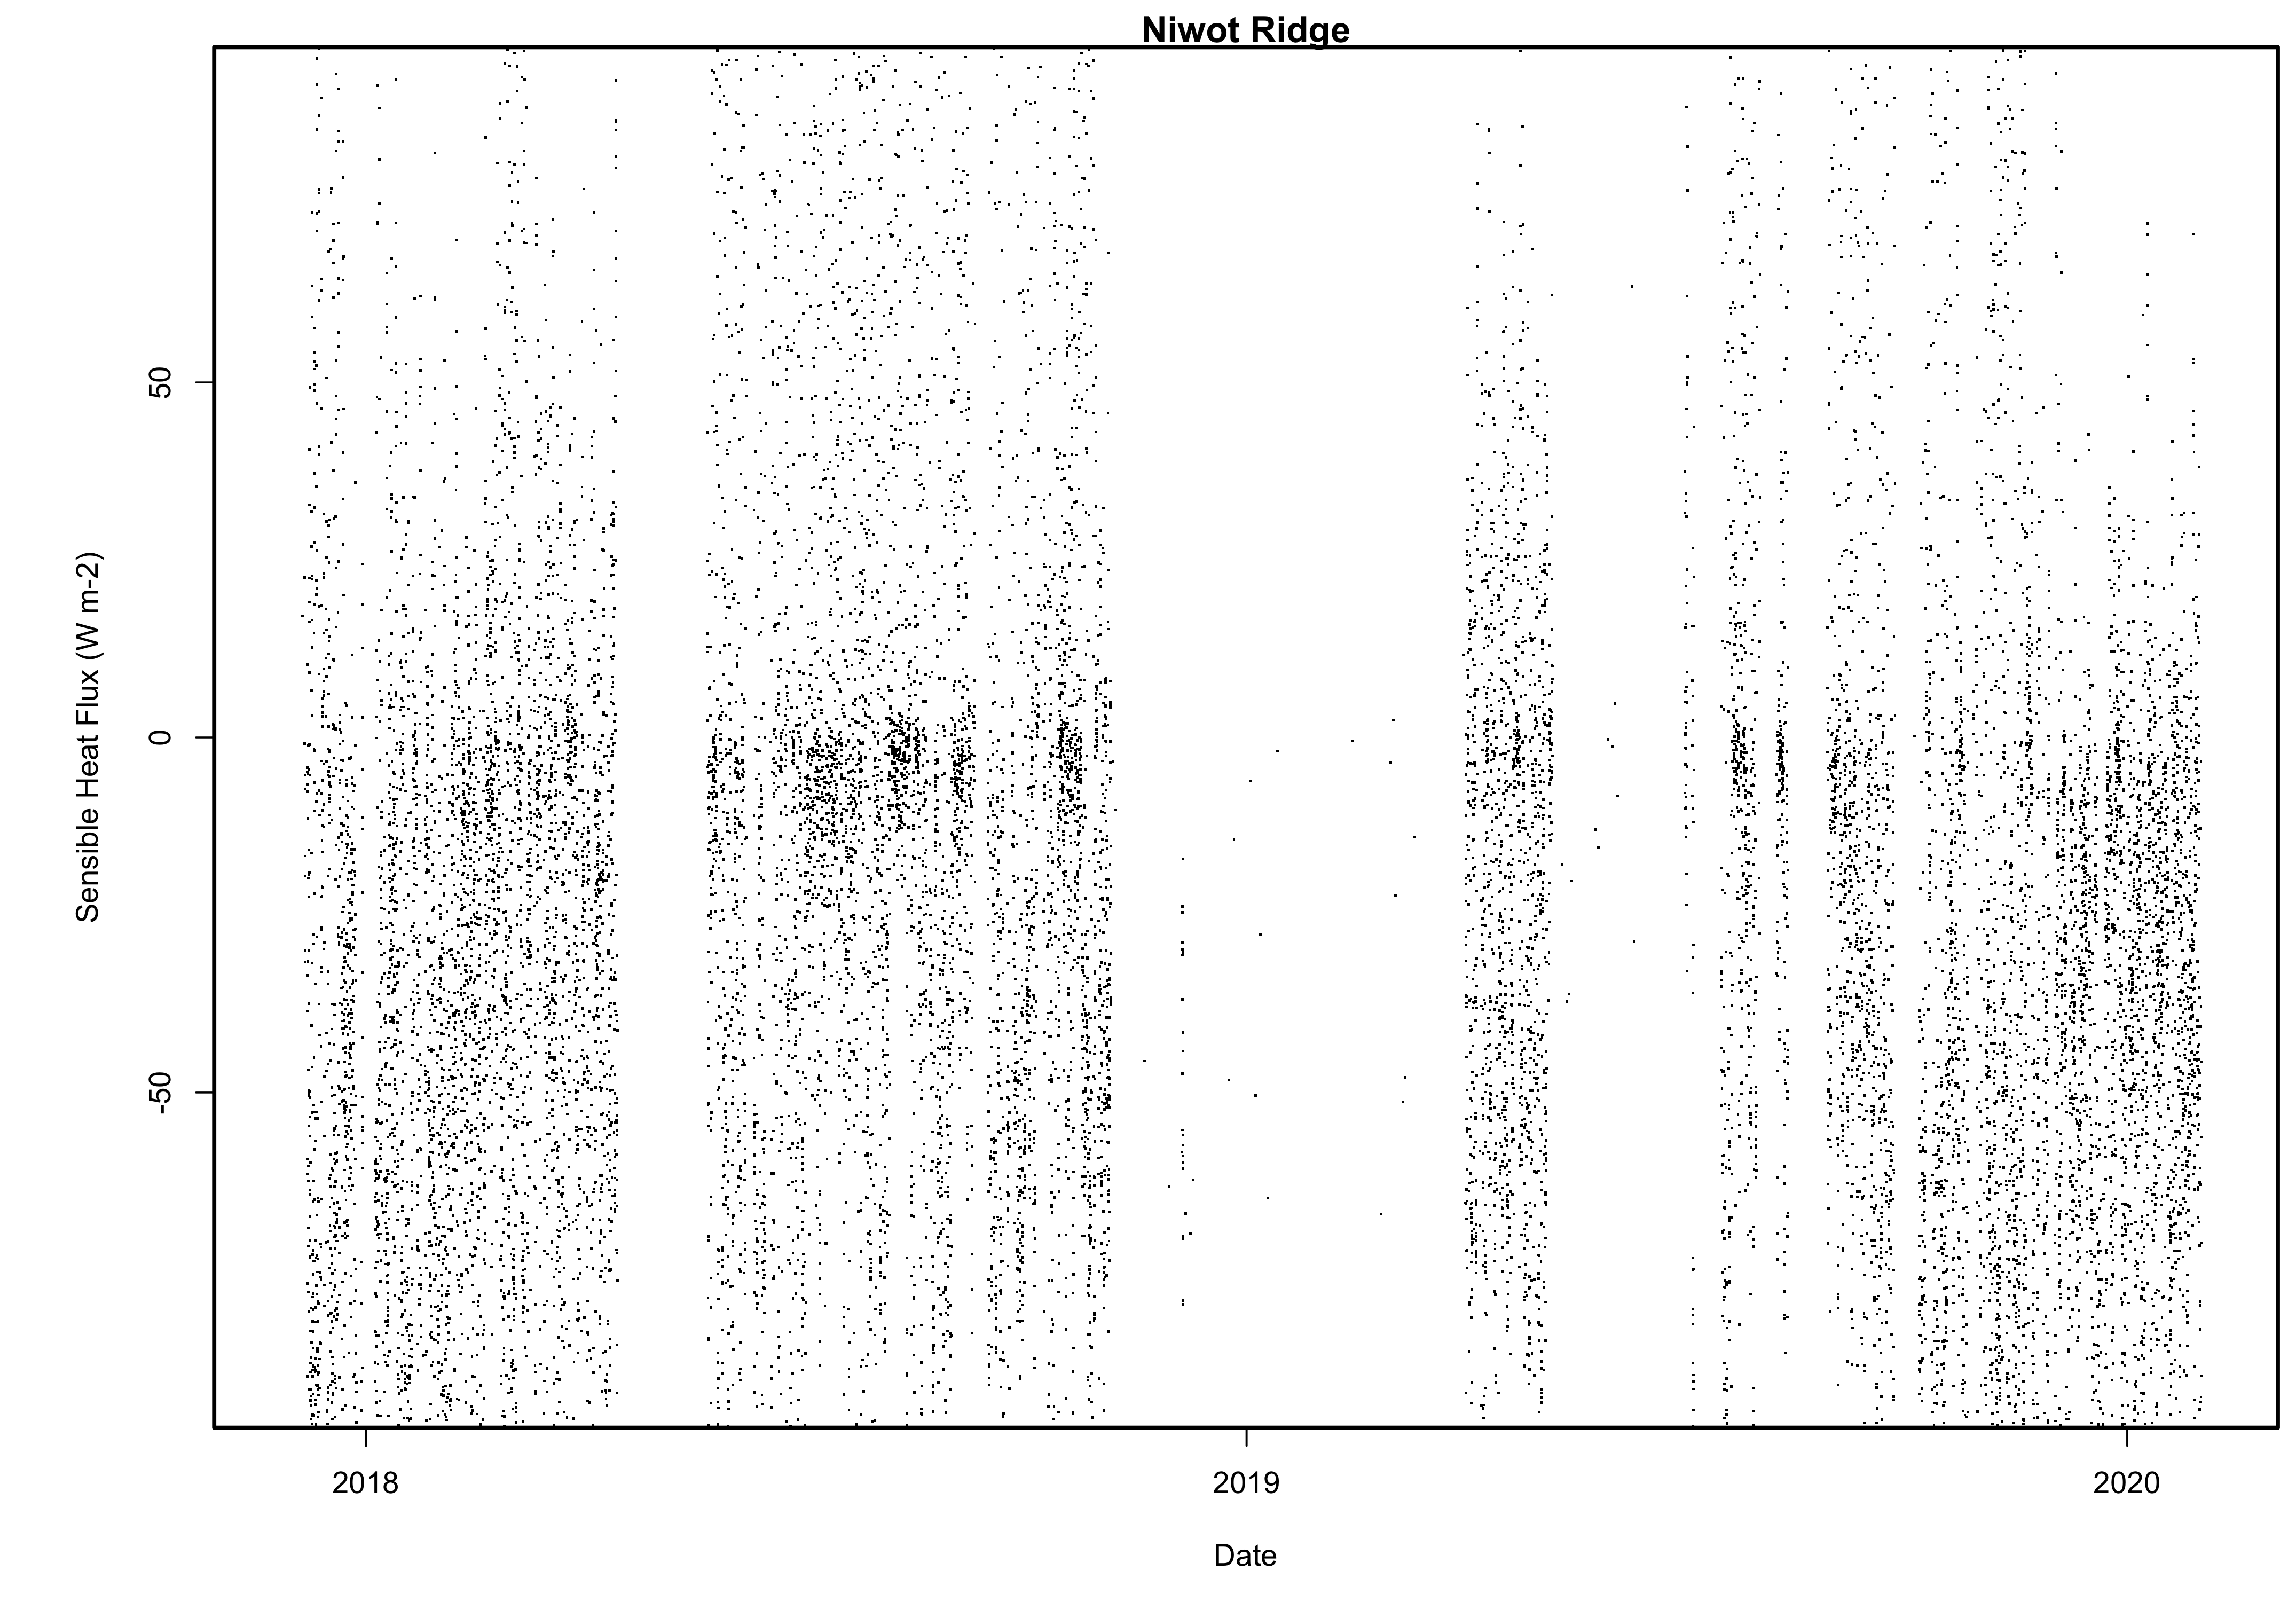 Niwot Ridge
Sensible Heat Flux (W m-2)
50
0
-50
2018
2019
2020
Date